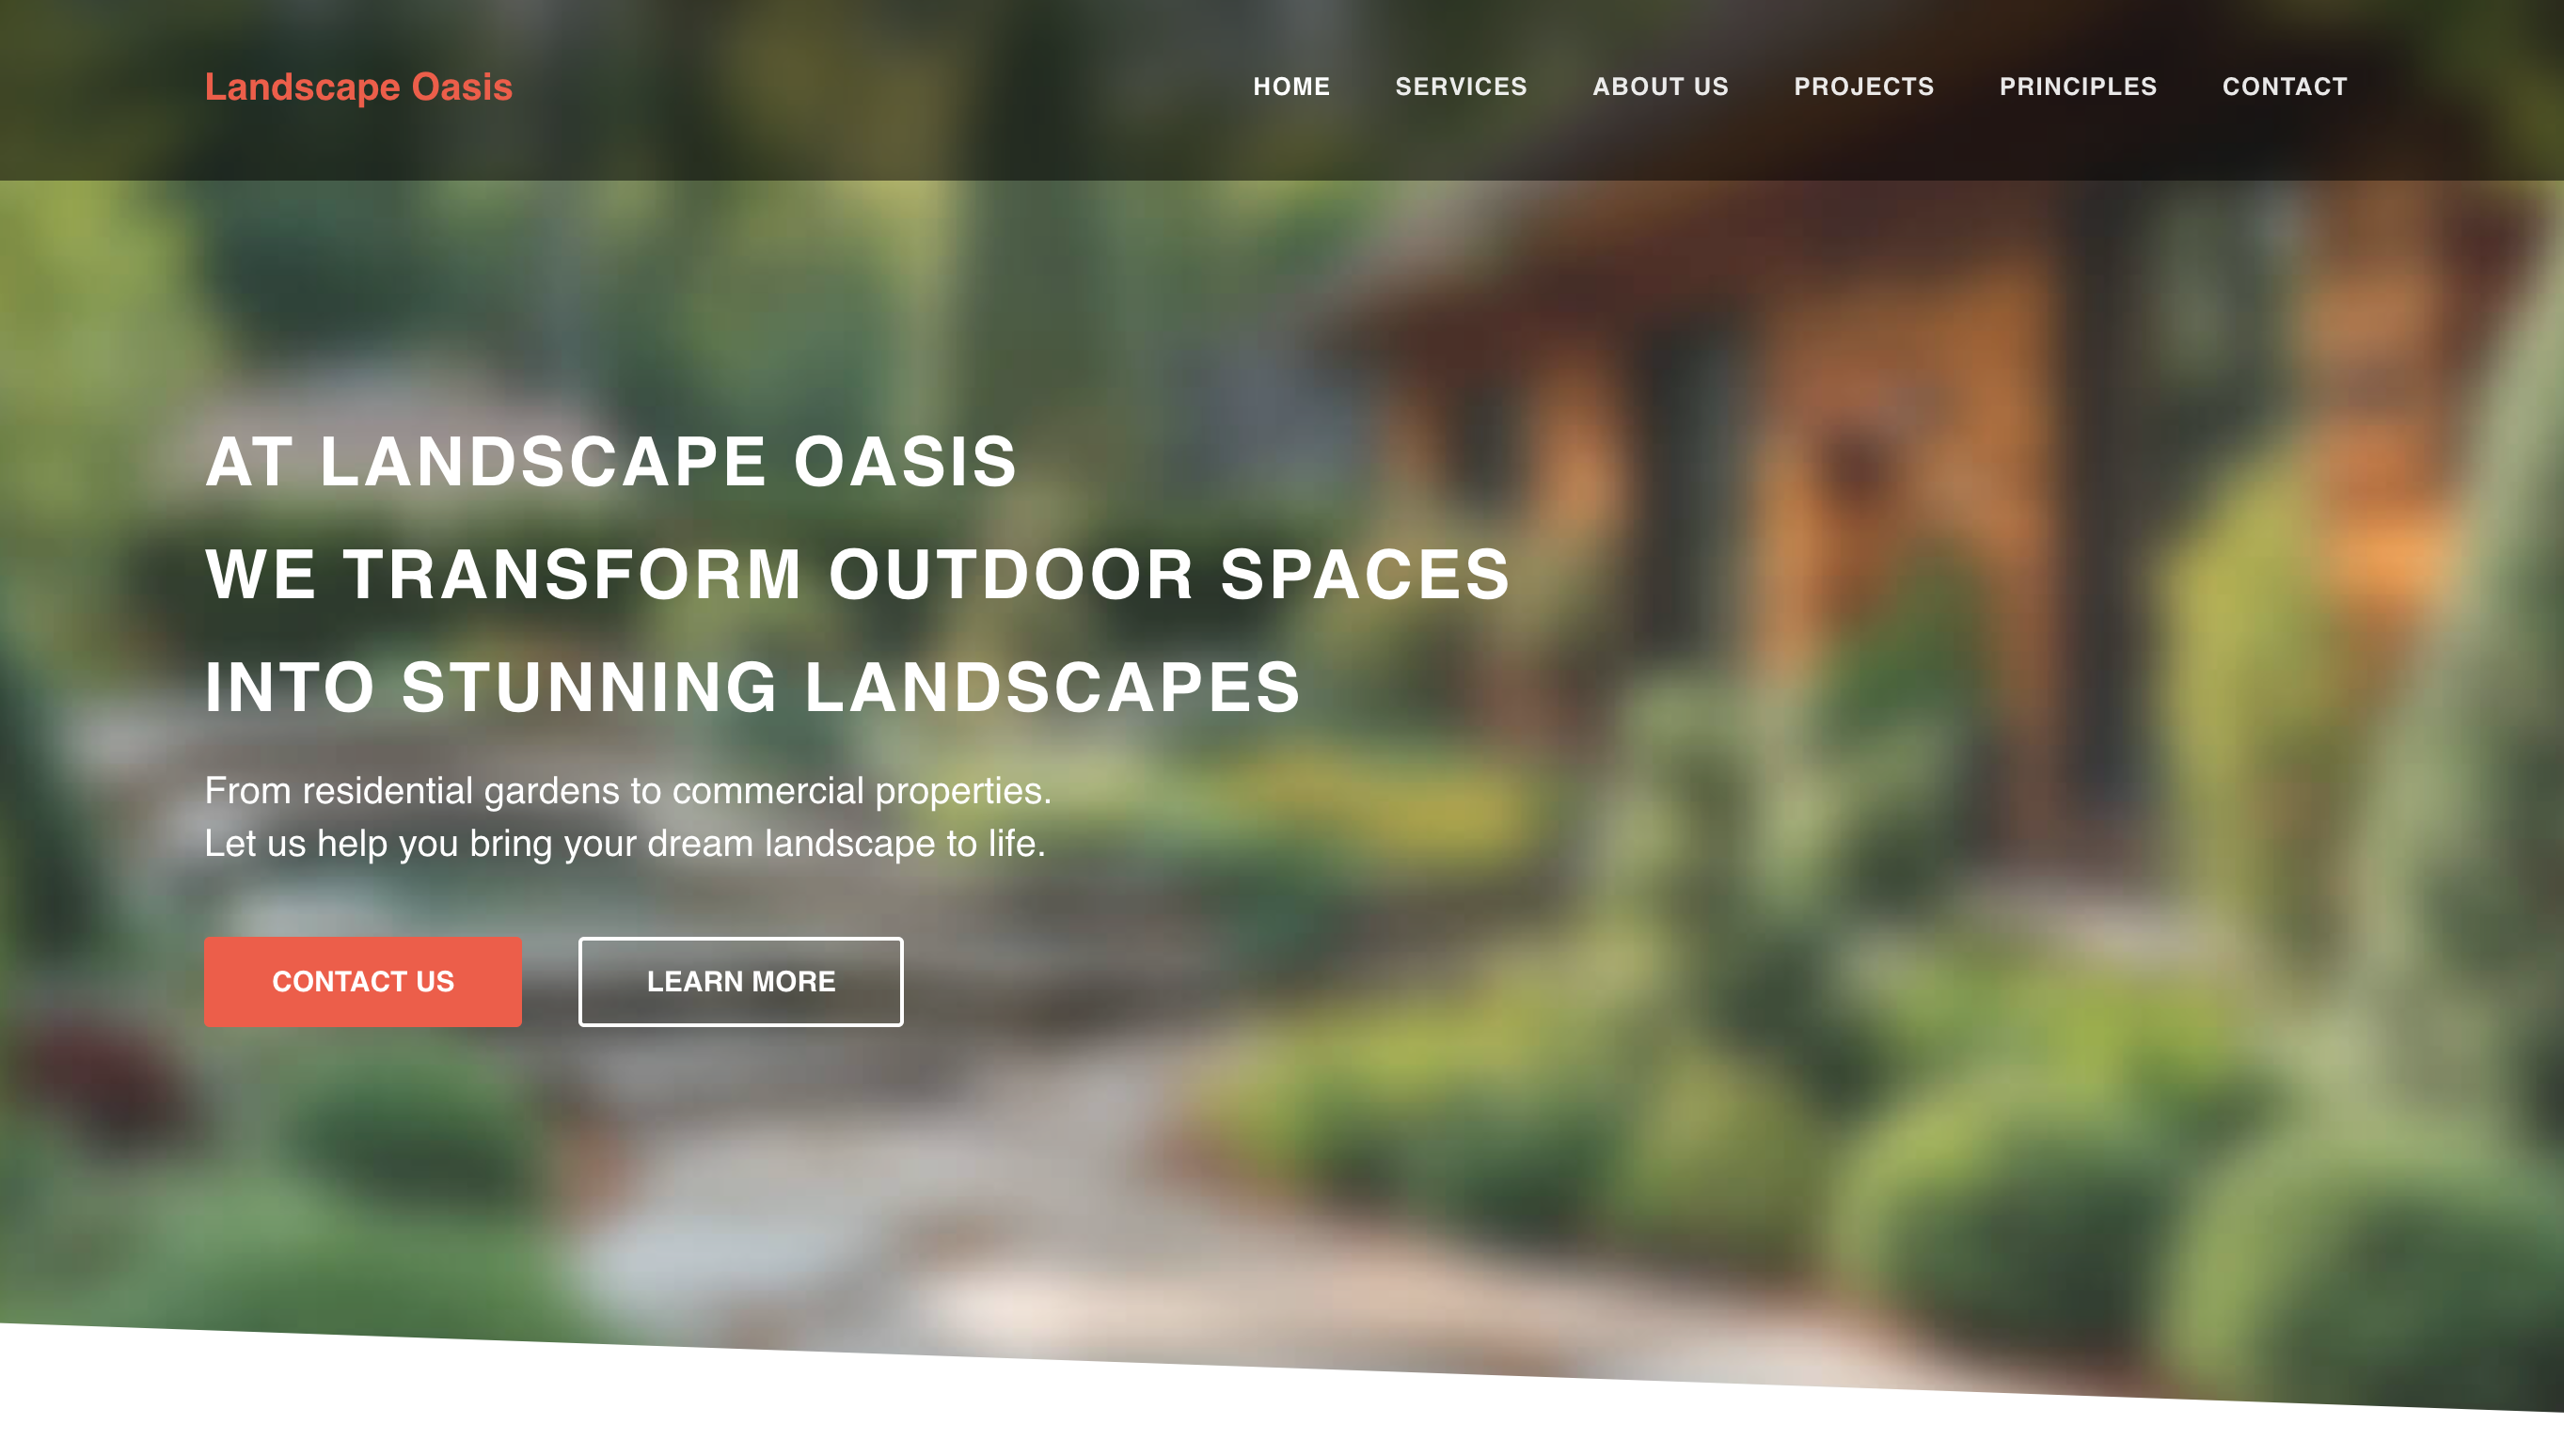 Landscape Oasis
HOME SERVICES ABOUT US PROJECTS PRINCIPLES CONTACT
AT LANDSCAPE OASIS
WE TRANSFORM OUTDOOR SPACES
INTO STUNNING LANDSCAPES
From residential gardens to commercial properties.
Let us help you bring your dream landscape to life.
CONTACT US LEARN MORE